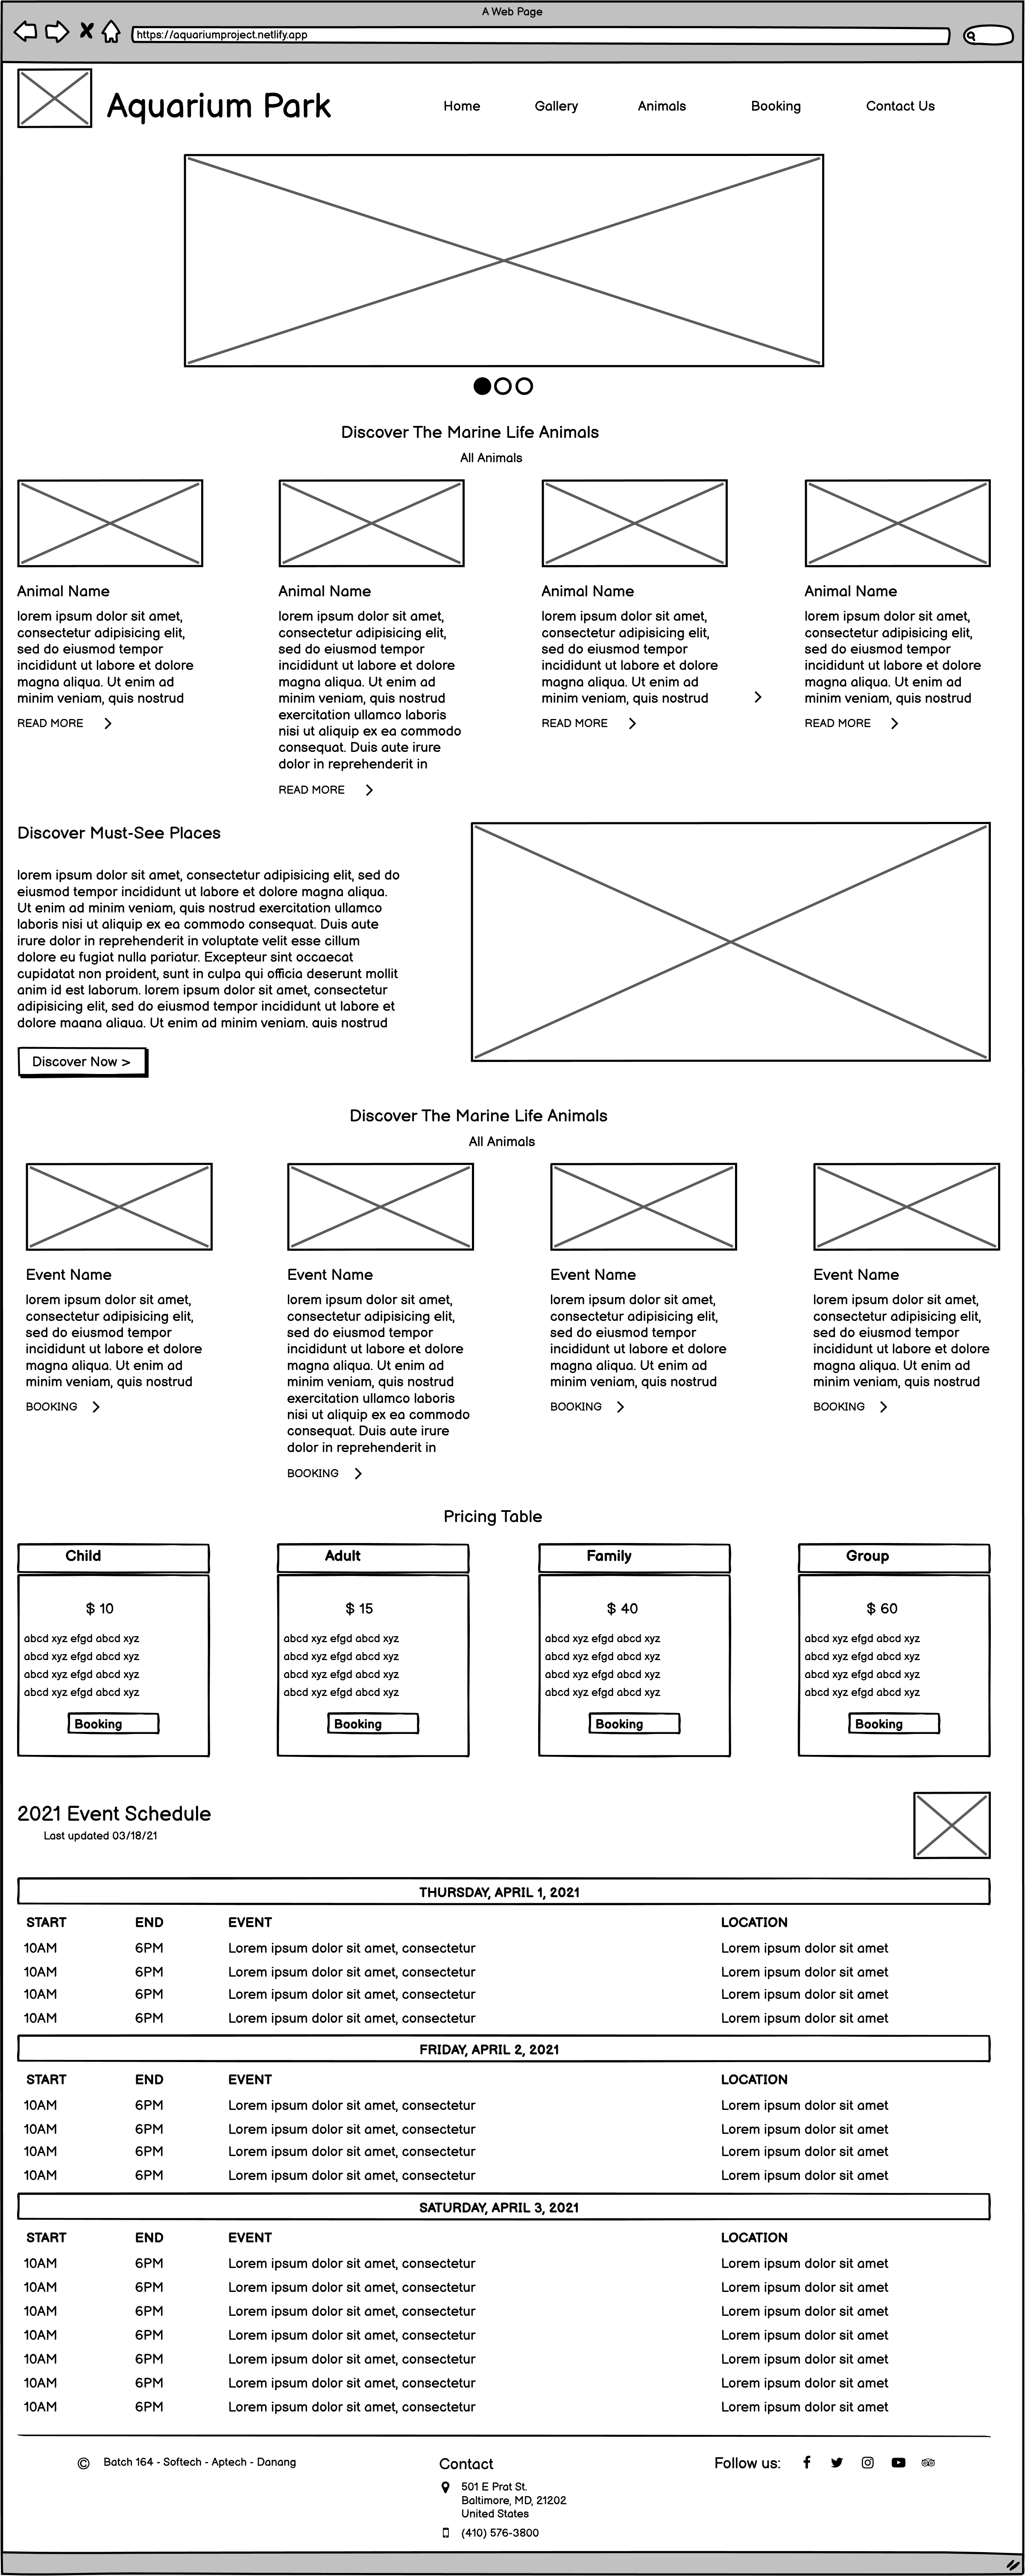 A Web Page
https://aquariumproject.netlify.app
Aquarium Park
Home
Gallery
Animals
Booking
Contact Us
Discover The Marine Life Animals
All Animals
Animal Name
lorem ipsum dolor sit amet,
consectetur adipisicing elit,
sed do eiusmod tempor
incididunt ut labore et dolore
magna aliqua. Ut enim ad
minim veniam, quis nostrud
READ MORE
Animal Name
lorem ipsum dolor sit amet,
consectetur adipisicing elit,
sed do eiusmod tempor
incididunt ut labore et dolore
magna aliqua. Ut enim ad
minim veniam, quis nostrud
exercitation ullamco laboris
nisi ut aliquip ex ea commodo
consequat. Duis aute irure
dolor in reprehenderit in
READ MORE
Animal Name
lorem ipsum dolor sit amet,
consectetur adipisicing elit,
sed do eiusmod tempor
incididunt ut labore et dolore
magna aliqua. Ut enim ad
minim veniam, quis nostrud
READ MORE
Animal Name
lorem ipsum dolor sit amet,
consectetur adipisicing elit,
sed do eiusmod tempor
incididunt ut labore et dolore
magna aliqua. Ut enim ad
minim veniam, quis nostrud
READ MORE
Discover Must-See Places
lorem ipsum dolor sit amet, consectetur adipisicing elit, sed do
eiusmod tempor incididunt ut labore et dolore magna aliqua.
Ut enim ad minim veniam, quis nostrud exercitation ullamco
laboris nisi ut aliquip ex ea commodo consequat. Duis aute
irure dolor in reprehenderit in voluptate velit esse cillum
dolore eu fugiat nulla pariatur. Excepteur sint occaecat
cupidatat non proident, sunt in culpa qui officia deserunt mollit
anim id est laborum. lorem ipsum dolor sit amet, consectetur
adipisicing elit, sed do eiusmod tempor incididunt ut labore et
dolore magna aliqua. Ut enim ad minim veniam, quis nostrud
Discover Now >
Discover The Marine Life Animals
All Animals
Event Name
lorem ipsum dolor sit amet,
consectetur adipisicing elit,
sed do eiusmod tempor
incididunt ut labore et dolore
magna aliqua. Ut enim ad
minim veniam, quis nostrud
BOOKING
Event Name
lorem ipsum dolor sit amet,
consectetur adipisicing elit,
sed do eiusmod tempor
incididunt ut labore et dolore
magna aliqua. Ut enim ad
minim veniam, quis nostrud
exercitation ullamco laboris
nisi ut aliquip ex ea commodo
consequat. Duis aute irure
dolor in reprehenderit in
BOOKING
Event Name
lorem ipsum dolor sit amet,
consectetur adipisicing elit,
sed do eiusmod tempor
incididunt ut labore et dolore
magna aliqua. Ut enim ad
minim veniam, quis nostrud
BOOKING
Event Name
lorem ipsum dolor sit amet,
consectetur adipisicing elit,
sed do eiusmod tempor
incididunt ut labore et dolore
magna aliqua. Ut enim ad
minim veniam, quis nostrud
BOOKING
Pricing Table
Child
$ 10
abcd xyz efgd abcd xyz
abcd xyz efgd abcd xyz
abcd xyz efgd abcd xyz
abcd xyz efgd abcd xyz
Booking
Adult
$ 15
abcd xyz efgd abcd xyz
abcd xyz efgd abcd xyz
abcd xyz efgd abcd xyz
abcd xyz efgd abcd xyz
Booking
Family
$ 40
abcd xyz efgd abcd xyz
abcd xyz efgd abcd xyz
abcd xyz efgd abcd xyz
abcd xyz efgd abcd xyz
Booking
Group
$ 60
abcd xyz efgd abcd xyz
abcd xyz efgd abcd xyz
abcd xyz efgd abcd xyz
abcd xyz efgd abcd xyz
Booking
2021 Event Schedule
Last updated 03/18/21
THURSDAY, APRIL 1, 2021
START END EVENT LOCATION
10AM 6PM Lorem ipsum dolor sit amet, consectetur Lorem ipsum dolor sit amet
10AM 6PM Lorem ipsum dolor sit amet, consectetur Lorem ipsum dolor sit amet
10AM 6PM Lorem ipsum dolor sit amet, consectetur Lorem ipsum dolor sit amet
10AM 6PM Lorem ipsum dolor sit amet, consectetur Lorem ipsum dolor sit amet
FRIDAY, APRIL 2, 2021
START END EVENT LOCATION
10AM 6PM Lorem ipsum dolor sit amet, consectetur Lorem ipsum dolor sit amet
10AM 6PM Lorem ipsum dolor sit amet, consectetur Lorem ipsum dolor sit amet
10AM 6PM Lorem ipsum dolor sit amet, consectetur Lorem ipsum dolor sit amet
10AM 6PM Lorem ipsum dolor sit amet, consectetur Lorem ipsum dolor sit amet
SATURDAY, APRIL 3, 2021
START END EVENT LOCATION
10AM 6PM Lorem ipsum dolor sit amet, consectetur Lorem ipsum dolor sit amet
10AM 6PM Lorem ipsum dolor sit amet, consectetur Lorem ipsum dolor sit amet
10AM 6PM Lorem ipsum dolor sit amet, consectetur Lorem ipsum dolor sit amet
10AM 6PM Lorem ipsum dolor sit amet, consectetur Lorem ipsum dolor sit amet
10AM 6PM Lorem ipsum dolor sit amet, consectetur Lorem ipsum dolor sit amet
10AM 6PM Lorem ipsum dolor sit amet, consectetur Lorem ipsum dolor sit amet
10AM 6PM Lorem ipsum dolor sit amet, consectetur Lorem ipsum dolor sit amet
© Batch 164 - Softech - Aptech - Danang
Contact
501 E Prat St.
Baltimore, MD, 21202
United States
(410) 576-3800
Follow us: